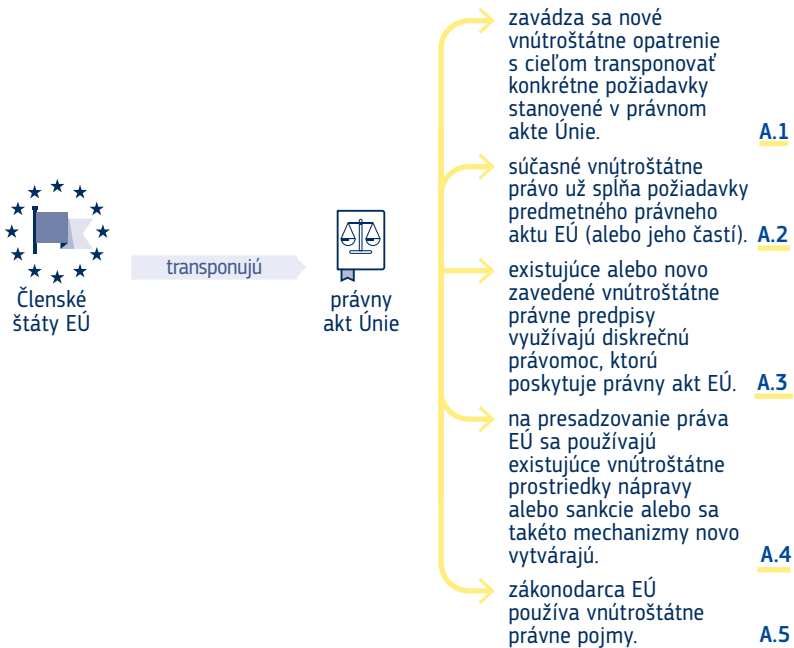 Členské
štáty EÚ
transponujú
právny
akt Únie
zavádza sa nové
vnútroštátne opatrenie
s cieľom transponovať
konkrétne požiadavky
stanovené v právnom
akte Únie. A.1
súčasné vnútroštátne
právo už spĺňa požiadavky
predmetného právneho
aktu EÚ (alebo jeho častí). A.2
existujúce alebo novo
zavedené vnútroštátne
právne predpisy
využívajú diskrečnú
právomoc, ktorú
poskytuje právny akt EÚ. A.3
na presadzovanie práva
EÚ sa používajú
existujúce vnútroštátne
prostriedky nápravy
alebo sankcie alebo sa
takéto mechanizmy novo
vytvárajú. A.4
zákonodarca EÚ
používa vnútroštátne
právne pojmy. A.5